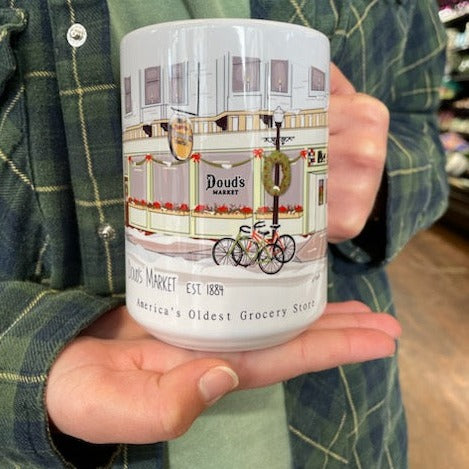 Doud's
MARKET
Doud's Market EST. 1884
America's Oldest Grocery Store